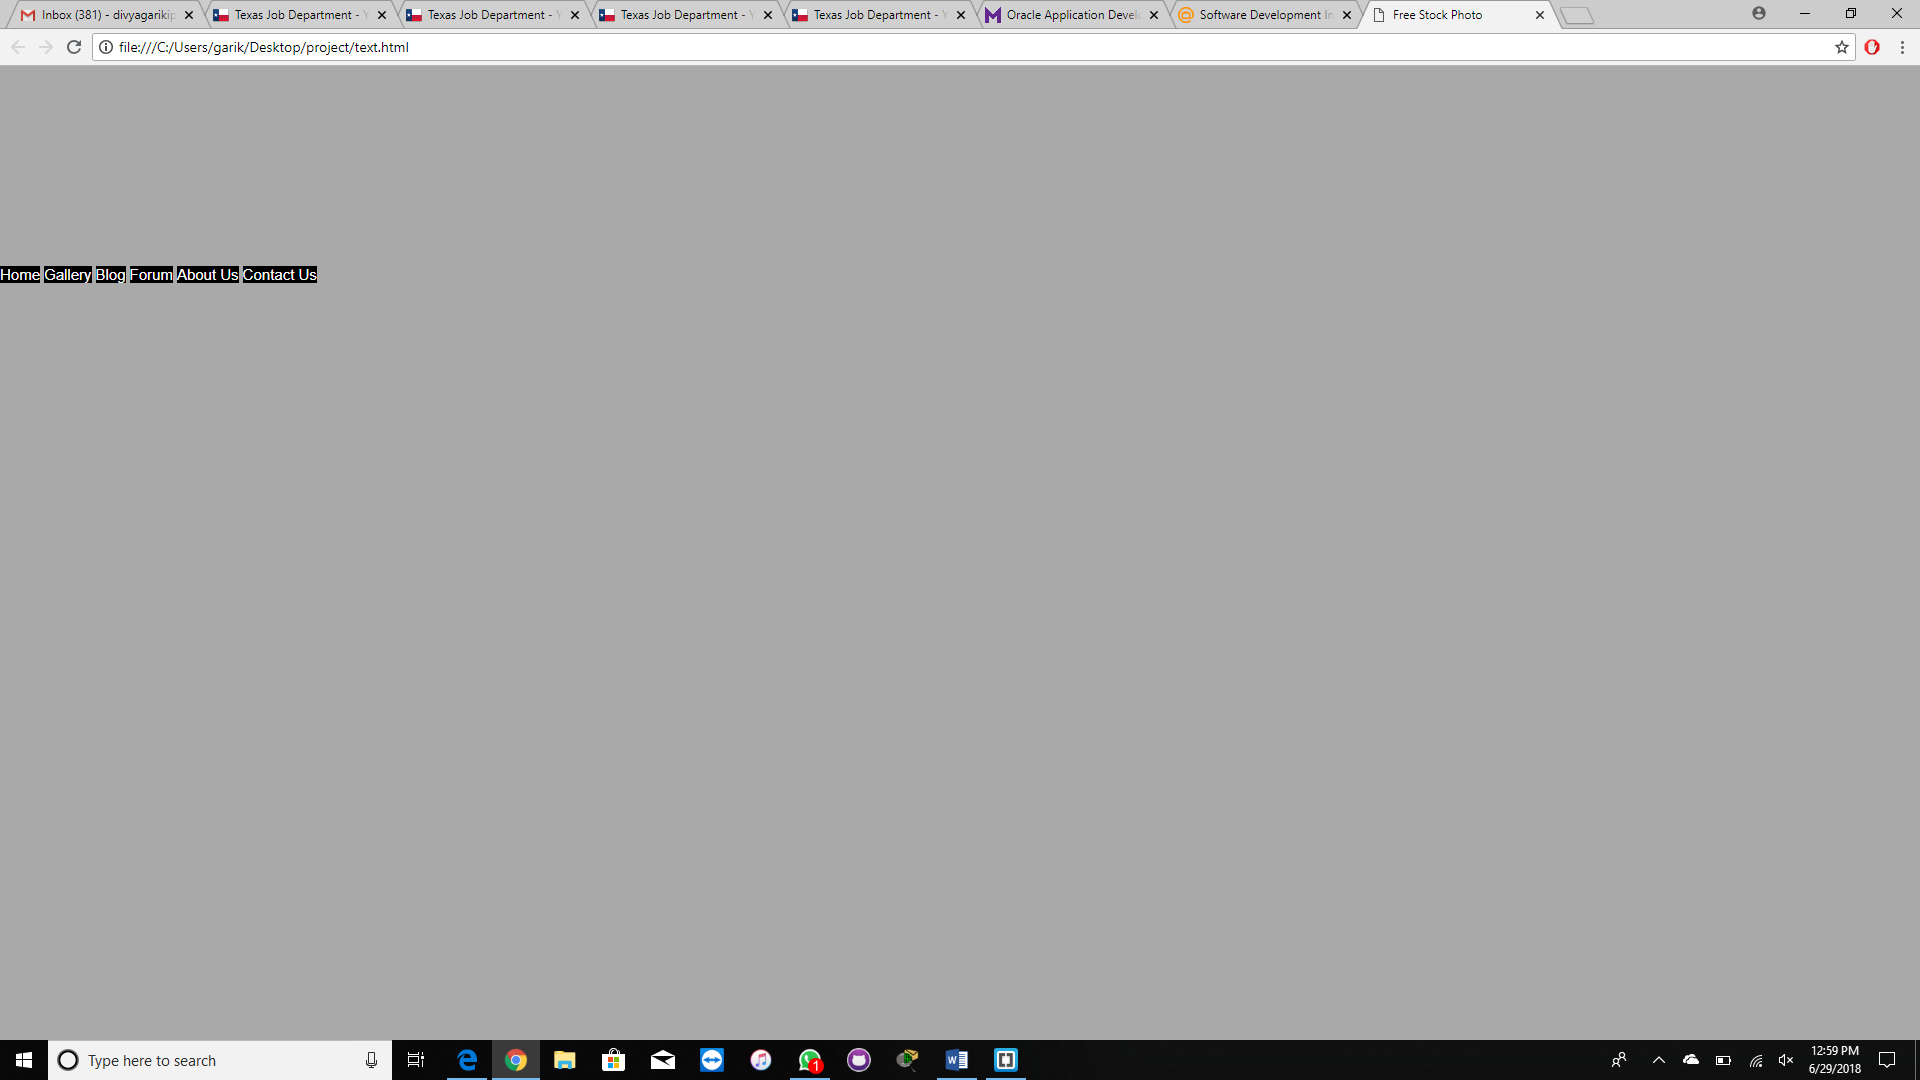 Inbox (381) - divyagarikip
Texas Job Department - Y
Texas Job Department - Y
Texas Job Department - Y
Texas Job Department - Y
Oracle Application Devel
Software Development In
Free Stock Photo
file:///C:/Users/garik/Desktop/project/text.html
Home Gallery Blog Forum About Us Contact Us
Type here to search
1
12:59 PM
6/29/2018